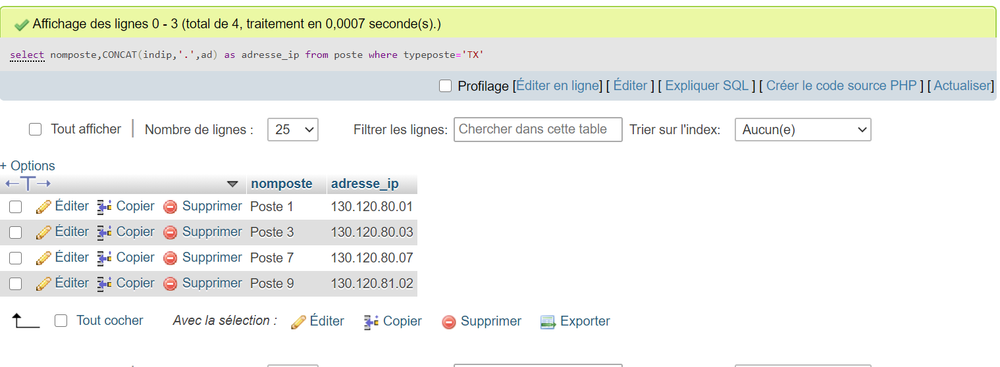 Affichage des lignes 0 - 3 (total de 4, traitement en 0,0007 seconde(s).)
select nomposte,CONCAT(indip,'.',ad) as adresse_ip from poste where typeposte='TX'
Profilage [Éditer en ligne] [ Éditer ] [ Expliquer SQL ] [ Créer le code source PHP ] [ Actualiser]
Tout afficher | Nombre de lignes : 25 Filtrer les lignes: Chercher dans cette table Trier sur l'index: Aucun(e)
+ Options
nomposte adresse_ip
Éditer Copier Supprimer Poste 1 130.120.80.01
Éditer Copier Supprimer Poste 3 130.120.80.03
Éditer Copier Supprimer Poste 7 130.120.80.07
Éditer Copier Supprimer Poste 9 130.120.81.02
Tout cocher Avec la sélection : Éditer Copier Supprimer Exporter